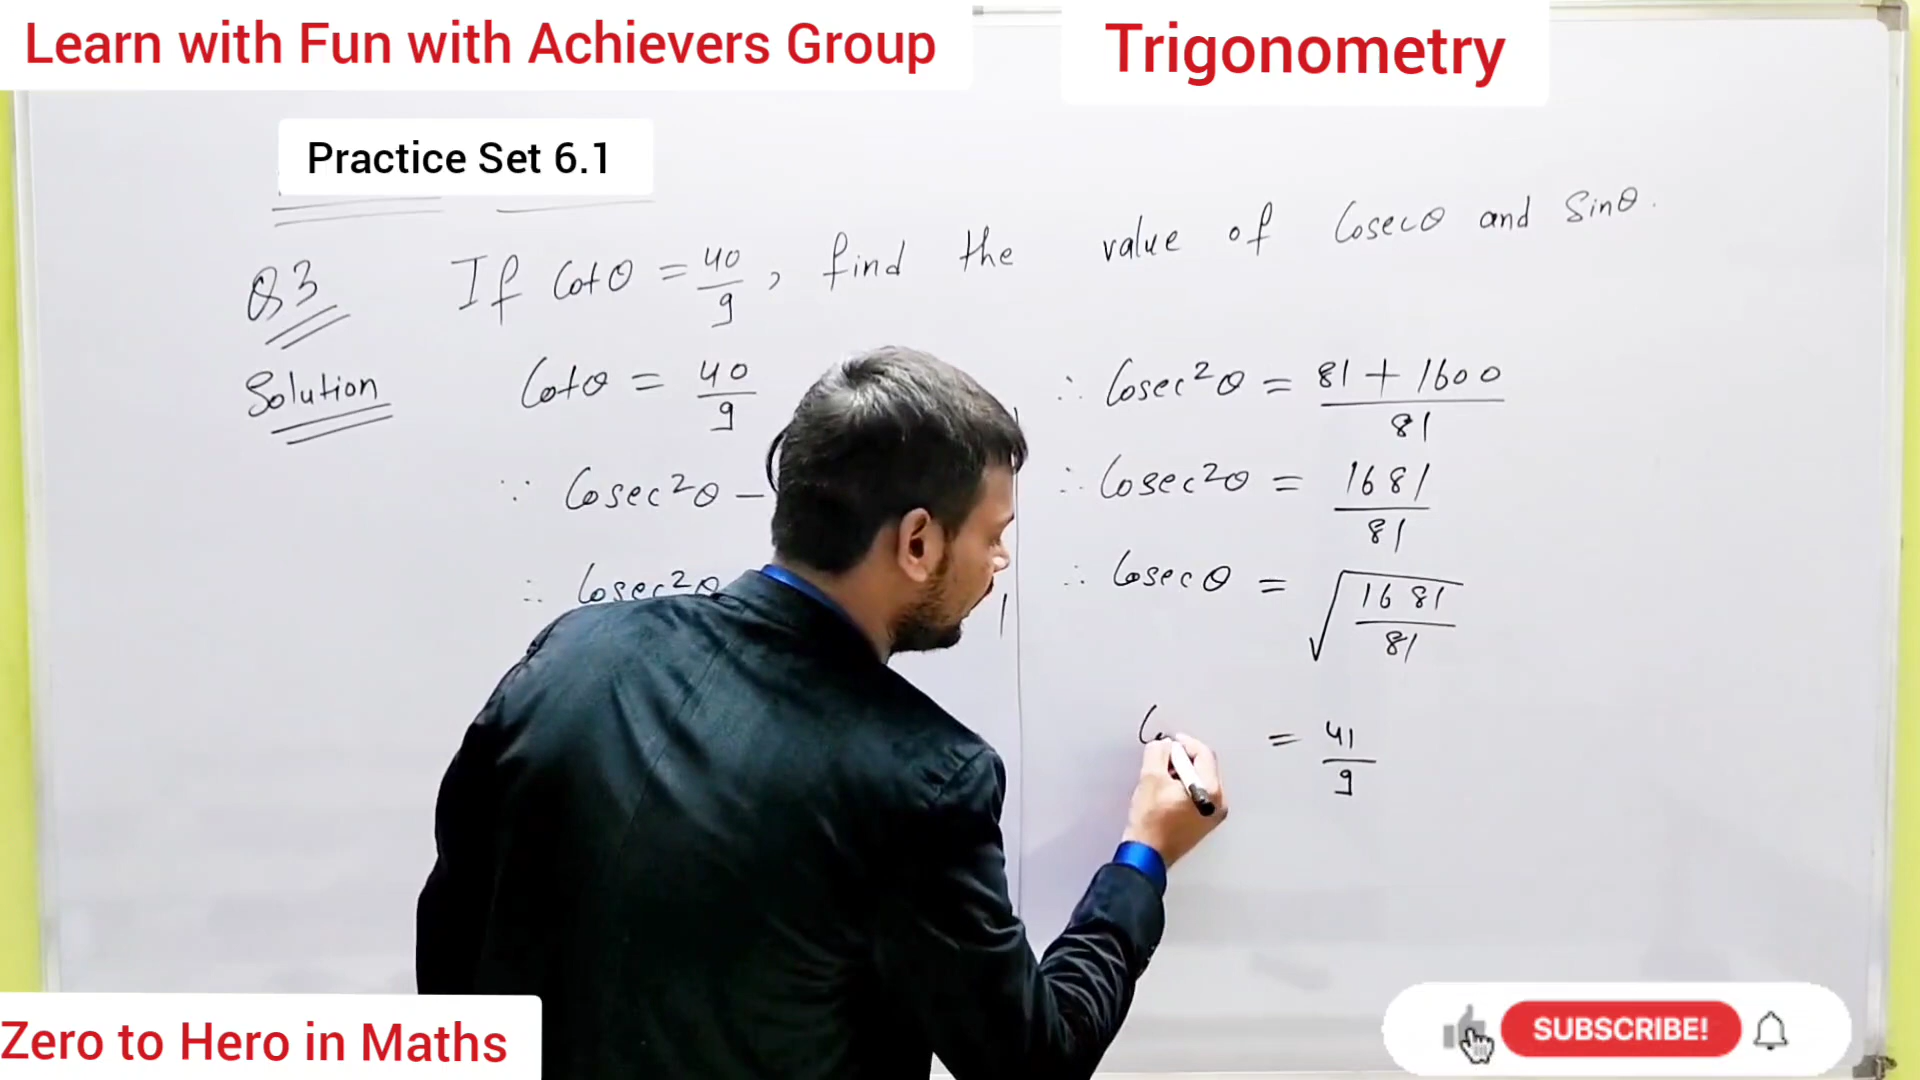 Learn with Fun with Achievers Group
Trigonometry
Practice Set 6.1
Q3 If Cotθ = 40/9, find the value of Cosecθ and Sinθ.
Solution
Cotθ = 40/9
∵ Cosec²θ -
∴ Cosec²θ
∴ Cosec²θ = 81 + 1600/81
∴ Cosec²θ = 1681/81
∴ Cosecθ = √1681/81
= 41/9
Zero to Hero in Maths
SUBSCRIBE!